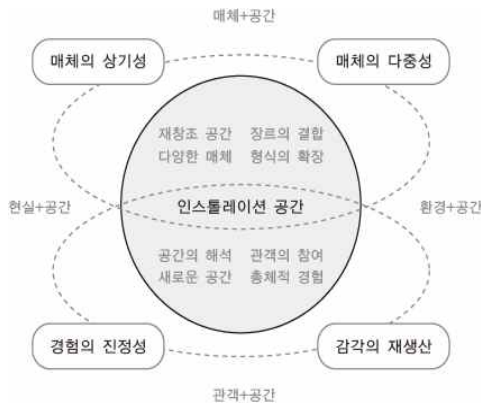 매체+공간
매체의 상기성
매체의 다중성
재창조 공간 장르의 결합
다양한 매체 형식의 확장
현실+공간
인스톨레이션 공간
환경+공간
공간의 해석 관객의 참여
새로운 공간 총체적 경험
경험의 진정성
감각의 재생산
관객+공간